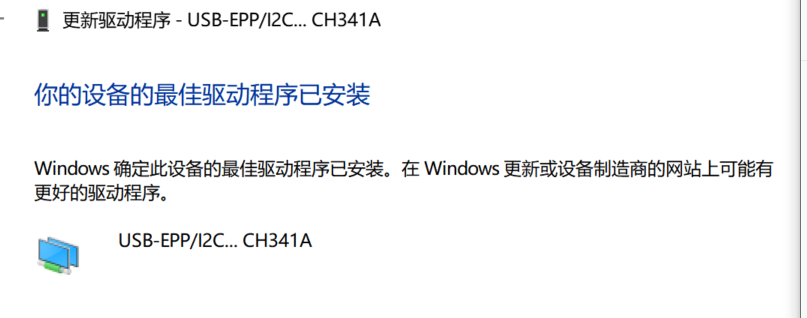 更新驱动程序 - USB-EPP/I2C... CH341A
你的设备的最佳驱动程序已安装
Windows 确定此设备的最佳驱动程序已安装。在 Windows 更新或设备制造商的网站上可能有
更好的驱动程序。
USB-EPP/I2C... CH341A